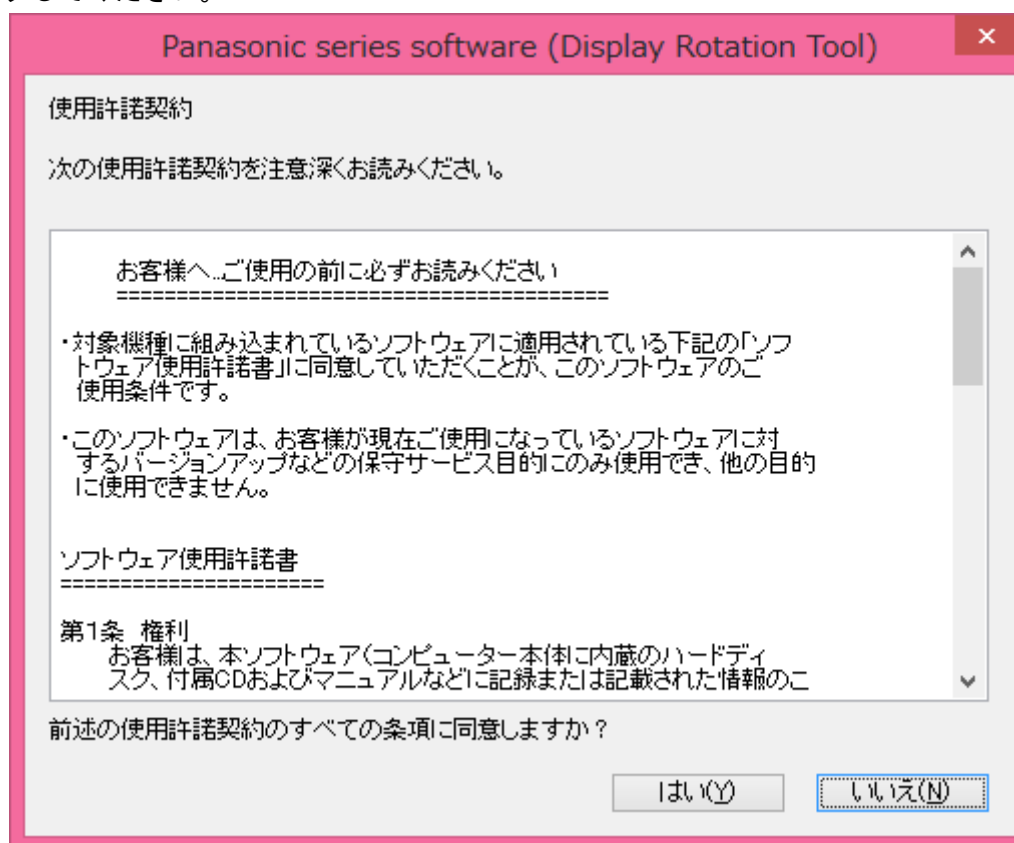 してください。
Panasonic series software (Display Rotation Tool)
使用許諾契約
次の使用許諾契約を注意深くお読みください。
お客様へ...ご使用の前に必ずお読みください
=========================================
・対象機種に組み込まれているソフトウェアに適用されている下記の「ソフ
トウェア使用許諾書」に同意していただくことが、このソフトウェアのご
使用条件です。
・このソフトウェアは、お客様が現在ご使用になっているソフトウェアに対
するバージョンアップなどの保守サービス目的にのみ使用でき、他の目的
に使用できません。
ソフトウェア使用許諾書
======================
第1条 権利
お客様は、本ソフトウェア(コンピューター本体に内蔵のハードディ
スク、付属CDおよびマニュアルなどに記録または記載された情報のこ
前述の使用許諾契約のすべての条項に同意しますか？
はい(Y)
いいえ(N)